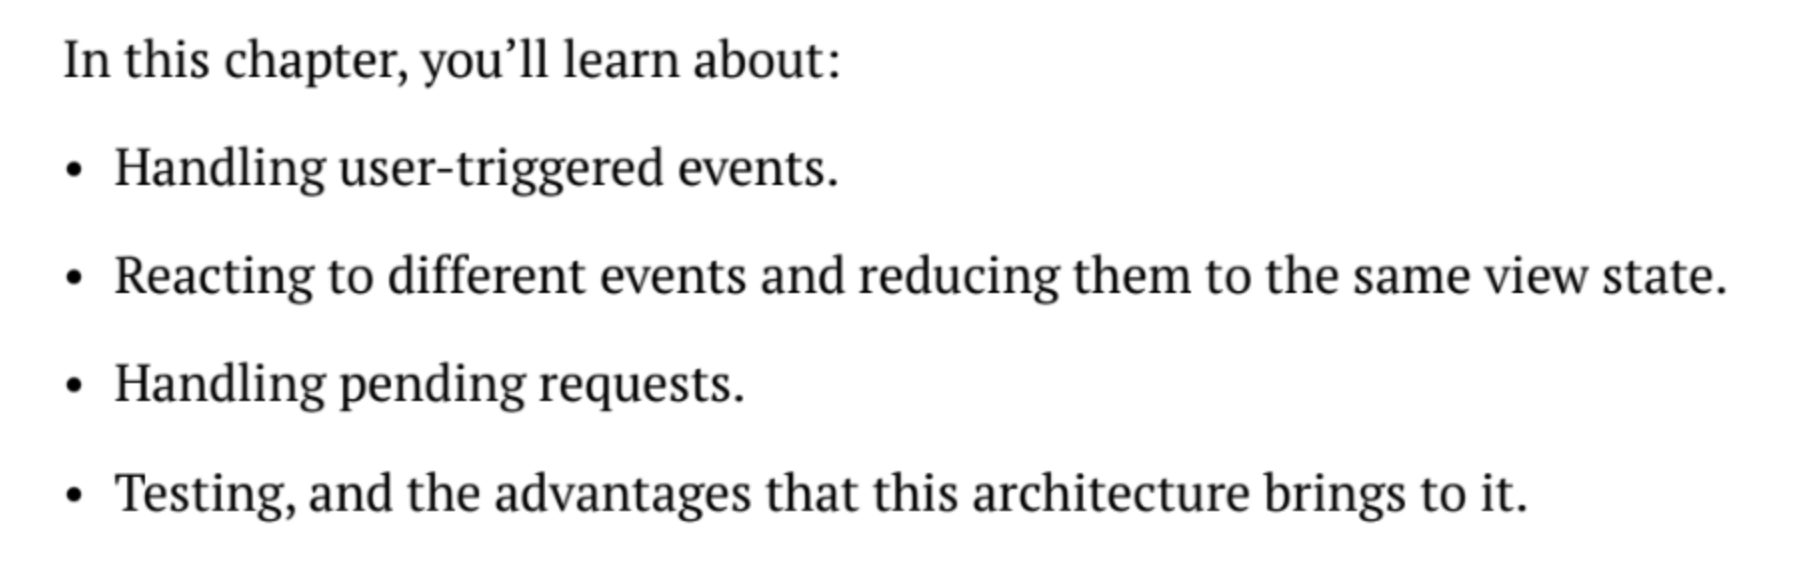 In this chapter, you’ll learn about:
• Handling user-triggered events.
• Reacting to different events and reducing them to the same view state.
• Handling pending requests.
• Testing, and the advantages that this architecture brings to it.